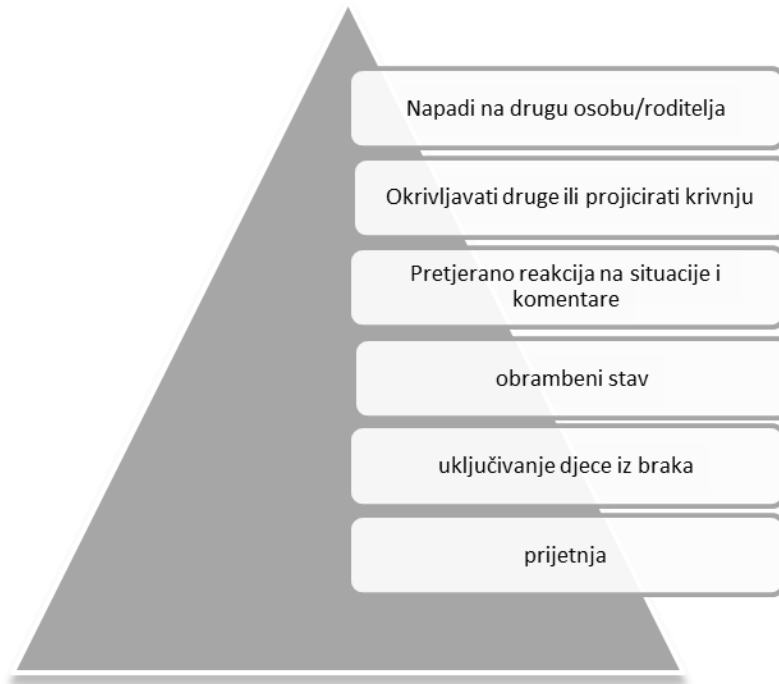 Napadi na drugu osobu/roditelja
Okrivljavati druge ili projicirati krivnju
Pretjerano reakcija na situacije i
komentare
obrambeni stav
uključivanje djece iz braka
prijetnja